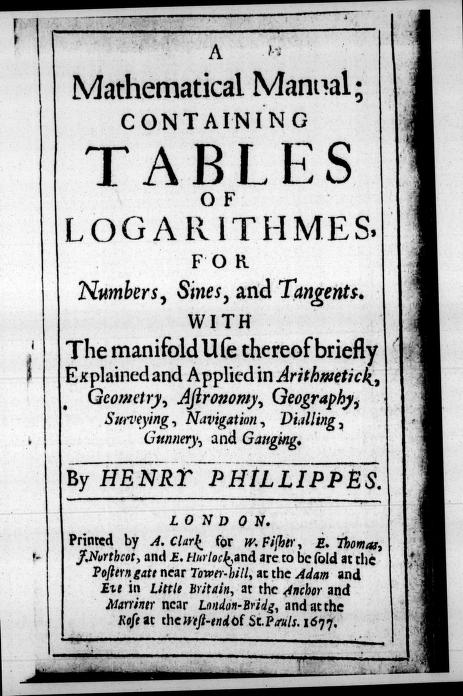 A
Mathematical Manual;
CONTAINING
TABLES
OF
LOGARITHMES,
FOR
Numbers, Sines, and Tangents.
WITH
The manifold Uſe thereof briefly
Explained and Applied in Arithmetick,
Geometry, Aſtronomy, Geography,
Surveying, Navigation, Dialling,
Gunnery, and Gauging.
By HENRY PHILLIPPES.
LONDON.
Printed by A. Clark for W. Fiſher, E. Thomas,
J. Northcot, and E. Hurlock, and are to be ſold at the
Poſtern gate near Tower-hill, at the Adam and
Eve in Little Britain, at the Anchor and
Marriner near London-Bridg, and at the
Roſe at the Weſt-end of St. Pauls. 1677.